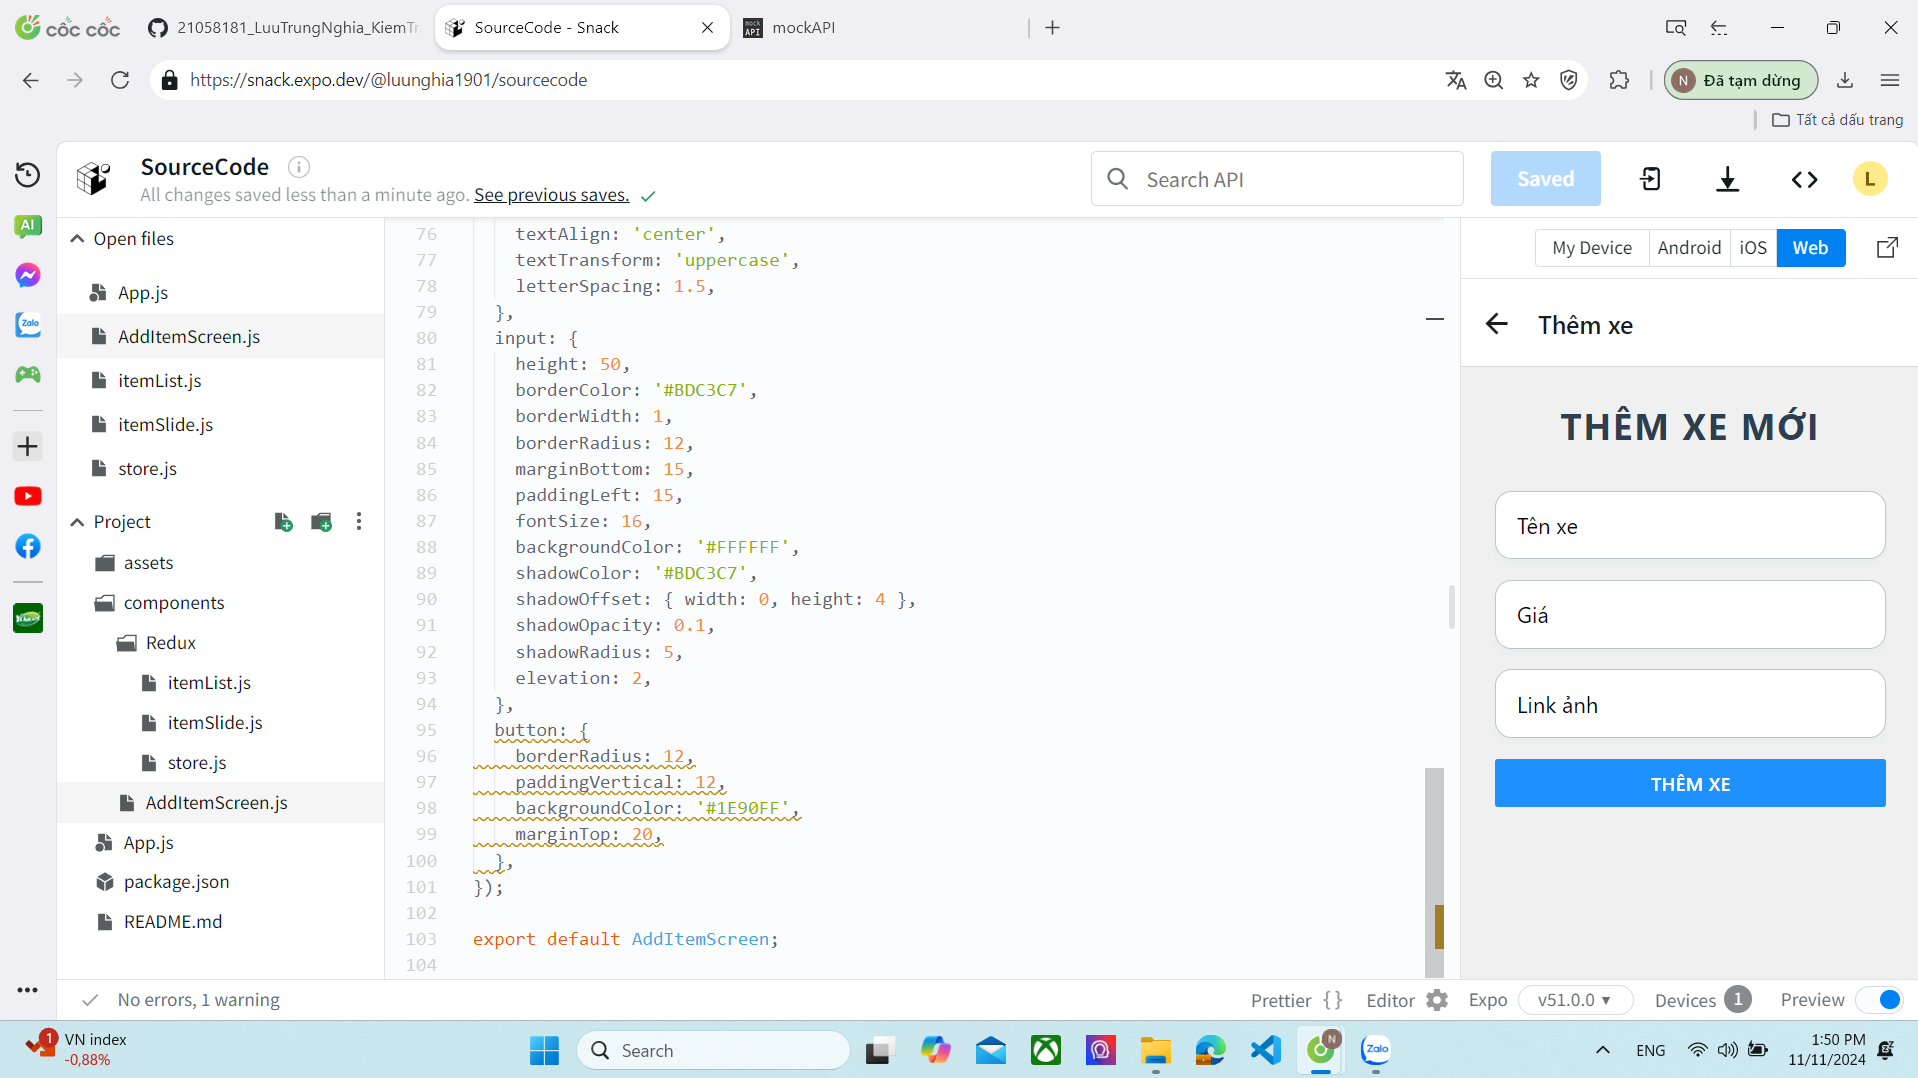 cốc cốc
21058181_LuuTrungNghia_KiemTr
SourceCode - Snack
mockAPI
https://snack.expo.dev/@luunghia1901/sourcecode
N
Đã tạm dừng
Tất cả dấu trang
SourceCode
All changes saved less than a minute ago. See previous saves.
Search API
Saved
L
AI
Zalo
Open files
App.js
AddItemScreen.js
itemList.js
itemSlide.js
store.js
Project
assets
components
Redux
itemList.js
itemSlide.js
store.js
AddItemScreen.js
App.js
package.json
README.md
76 textAlign: 'center',
77 textTransform: 'uppercase',
78 letterSpacing: 1.5,
79 },
80 input: {
81 height: 50,
82 borderColor: '#BDC3C7',
83 borderWidth: 1,
84 borderRadius: 12,
85 marginBottom: 15,
86 paddingLeft: 15,
87 fontSize: 16,
88 backgroundColor: '#FFFFFF',
89 shadowColor: '#BDC3C7',
90 shadowOffset: { width: 0, height: 4 },
91 shadowOpacity: 0.1,
92 shadowRadius: 5,
93 elevation: 2,
94 },
95 button: {
96 borderRadius: 12,
97 paddingVertical: 12,
98 backgroundColor: '#1E90FF',
99 marginTop: 20,
100 },
101 });
102
103 export default AddItemScreen;
104
My Device
Android
iOS
Web
Thêm xe
THÊM XE MỚI
Tên xe
Giá
Link ảnh
THÊM XE
No errors, 1 warning
Prettier {}
Editor
Expo
v51.0.0
Devices 1
Preview
1
VN index
-0,88%
Search
N
Zalo
ENG
1:50 PM
11/11/2024